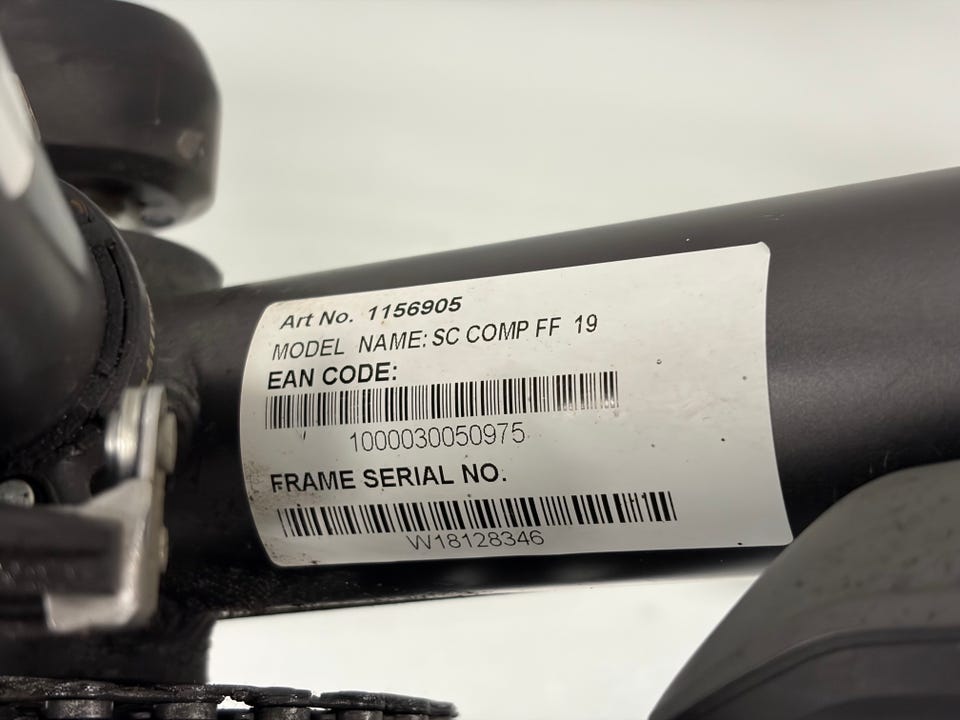 Art No. 1156905
MODEL NAME: SC COMP FF 19
EAN CODE:
1000030050975
FRAME SERIAL NO.
W18128346